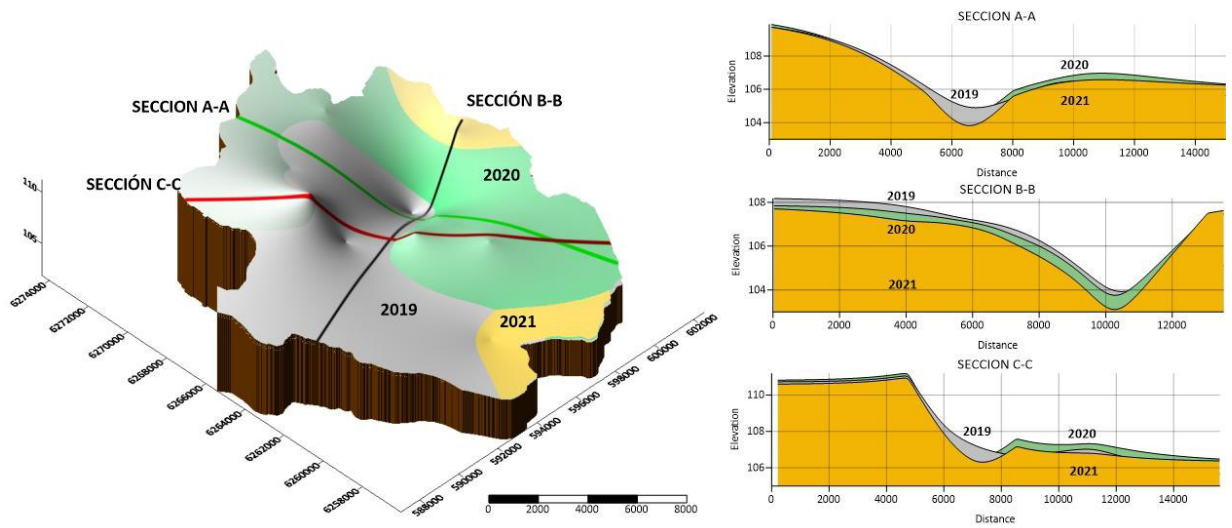 SECCION A-A
SECCIÓN B-B
SECCIÓN C-C
2020
2019
2021
110
105
6274000
6272000
6270000
6268000
6266000
6264000
6262000
6260000
6258000
588000
590000
592000
594000
596000
598000
600000
602000
0 2000 4000 6000 8000
SECCION A-A
Elevation
108
106
104
2019
2020
2021
0 2000 4000 6000 8000 10000 12000 14000
Distance
SECCION B-B
Elevation
108
106
104
2019
2020
2021
0 2000 4000 6000 8000 10000 12000
Distance
SECCION C-C
Elevation
110
108
106
2019
2020
2021
0 2000 4000 6000 8000 10000 12000 14000
Distance